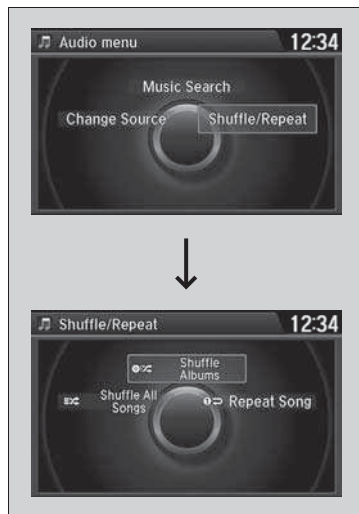 Audio menu 12:34
Music Search
Change Source Shuffle/Repeat
Shuffle/Repeat 12:34
Shuffle
Albums
Shuffle All
Songs
Repeat Song